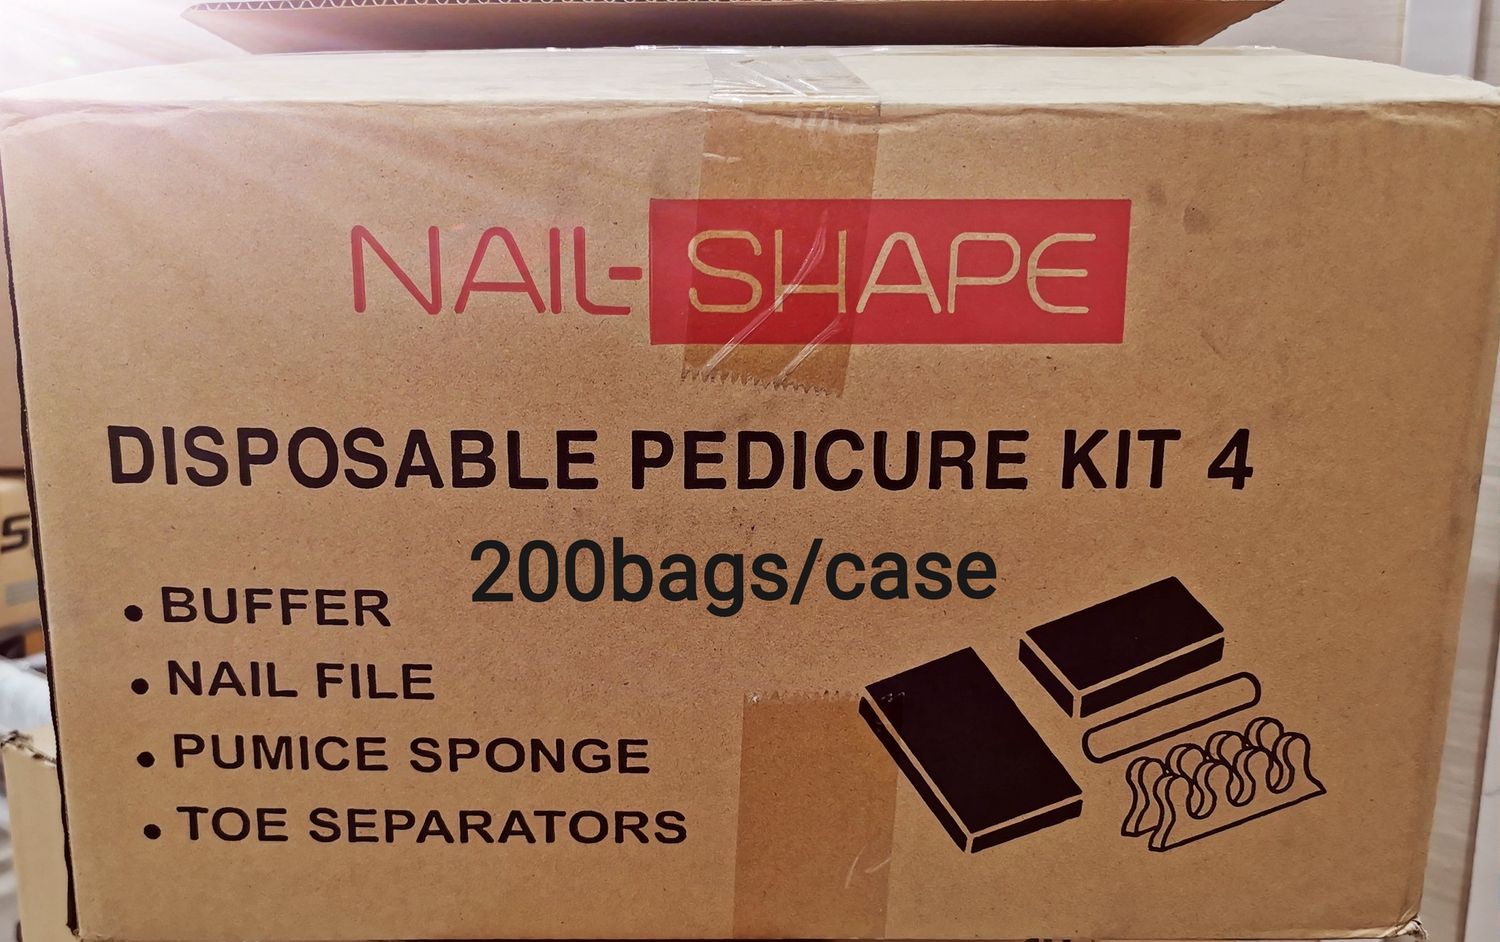 NAIL-SHAPE
DISPOSABLE PEDICURE KIT 4
200bags/case
• BUFFER
• NAIL FILE
• PUMICE SPONGE
• TOE SEPARATORS